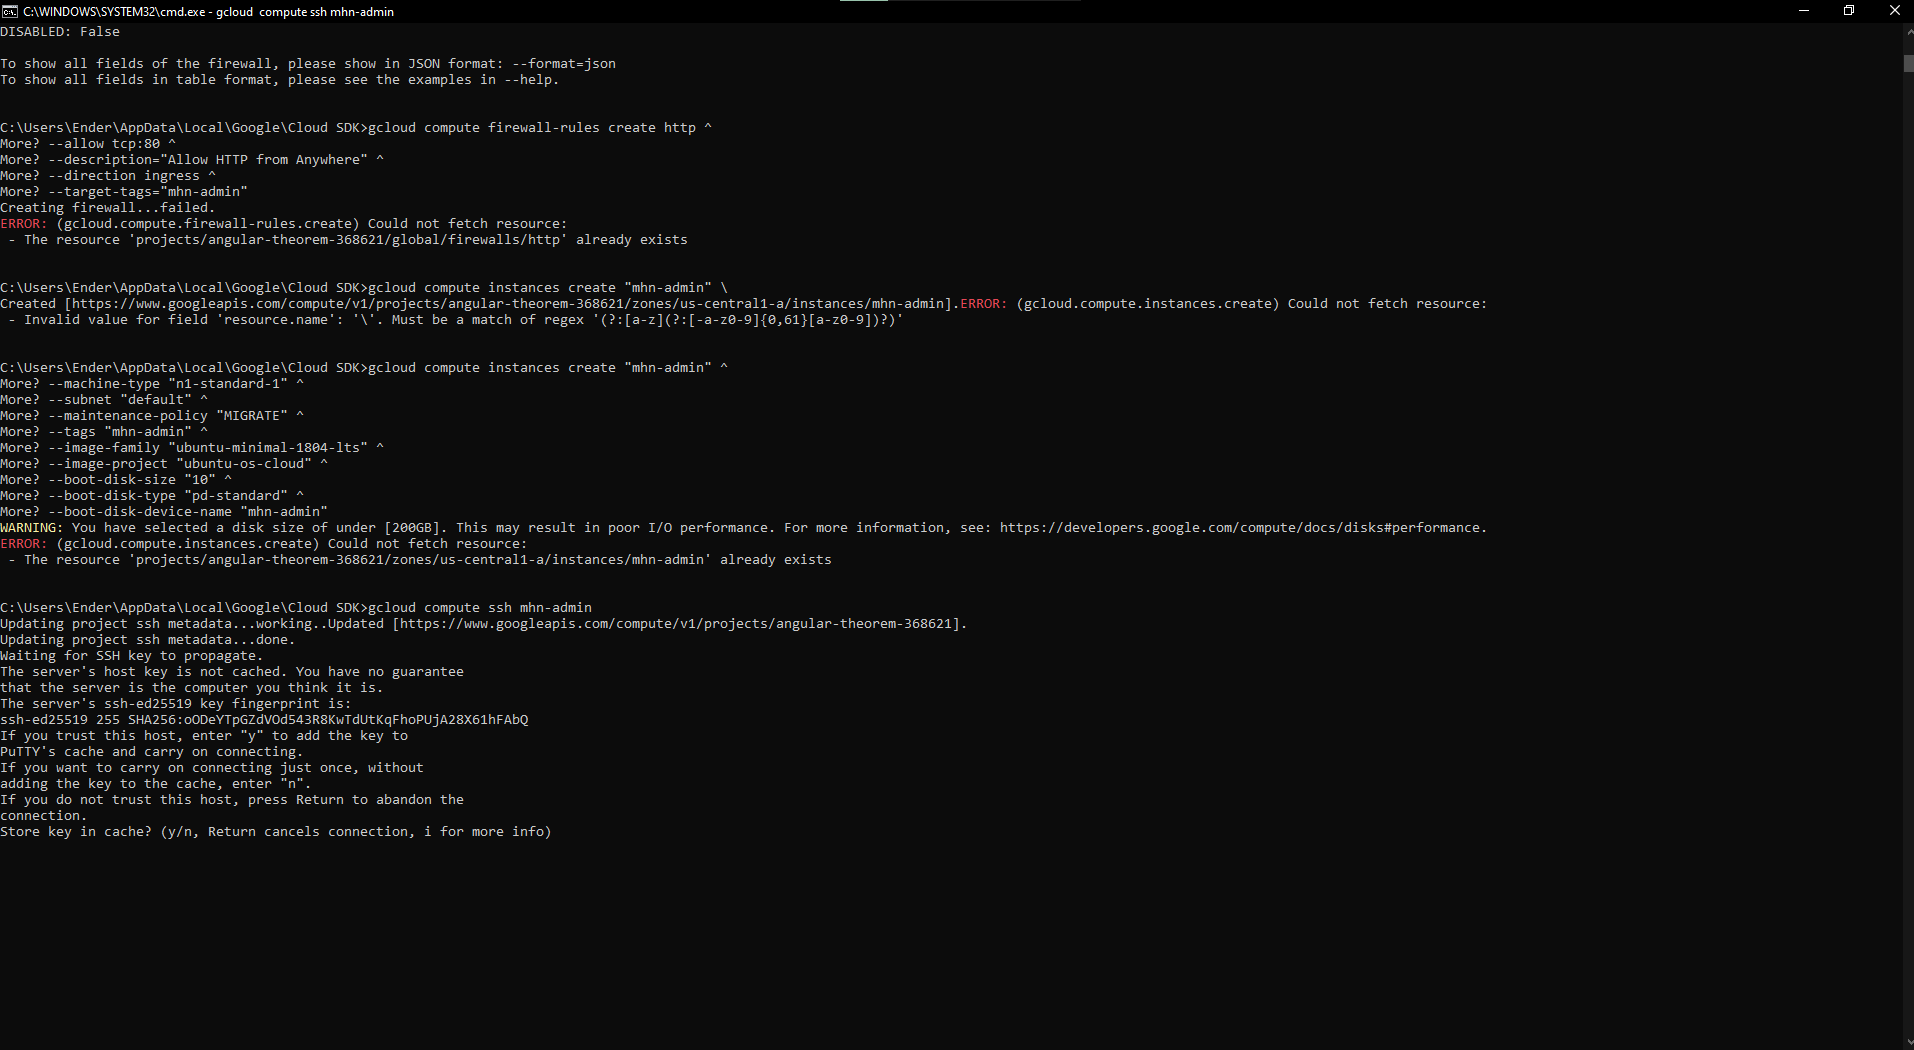 C:\WINDOWS\SYSTEM32\cmd.exe - gcloud  compute ssh mhn-admin
DISABLED: False
To show all fields of the firewall, please show in JSON format: --format=json
To show all fields in table format, please see the examples in --help.
C:\Users\Ender\AppData\Local\Google\Cloud SDK>gcloud compute firewall-rules create http ^
More? --allow tcp:80 ^
More? --description="Allow HTTP from Anywhere" ^
More? --direction ingress ^
More? --target-tags="mhn-admin"
Creating firewall...failed.
ERROR: (gcloud.compute.firewall-rules.create) Could not fetch resource:
 - The resource 'projects/angular-theorem-368621/global/firewalls/http' already exists
C:\Users\Ender\AppData\Local\Google\Cloud SDK>gcloud compute instances create "mhn-admin" \
Created [https://www.googleapis.com/compute/v1/projects/angular-theorem-368621/zones/us-central1-a/instances/mhn-admin].ERROR: (gcloud.compute.instances.create) Could not fetch resource:
 - Invalid value for field 'resource.name': '\'. Must be a match of regex '(?:[a-z](?:[-a-z0-9]{0,61}[a-z0-9])?)'
C:\Users\Ender\AppData\Local\Google\Cloud SDK>gcloud compute instances create "mhn-admin" ^
More? --machine-type "n1-standard-1" ^
More? --subnet "default" ^
More? --maintenance-policy "MIGRATE" ^
More? --tags "mhn-admin" ^
More? --image-family "ubuntu-minimal-1804-lts" ^
More? --image-project "ubuntu-os-cloud" ^
More? --boot-disk-size "10" ^
More? --boot-disk-type "pd-standard" ^
More? --boot-disk-device-name "mhn-admin"
WARNING: You have selected a disk size of under [200GB]. This may result in poor I/O performance. For more information, see: https://developers.google.com/compute/docs/disks#performance.
ERROR: (gcloud.compute.instances.create) Could not fetch resource:
 - The resource 'projects/angular-theorem-368621/zones/us-central1-a/instances/mhn-admin' already exists
C:\Users\Ender\AppData\Local\Google\Cloud SDK>gcloud compute ssh mhn-admin
Updating project ssh metadata...working..Updated [https://www.googleapis.com/compute/v1/projects/angular-theorem-368621].
Updating project ssh metadata...done.
Waiting for SSH key to propagate.
The server's host key is not cached. You have no guarantee
that the server is the computer you think it is.
The server's ssh-ed25519 key fingerprint is:
ssh-ed25519 255 SHA256:oODeYTpGZdVOd543R8KwTdUtKqFhoPUjA28X61hFAbQ
If you trust this host, enter "y" to add the key to
PuTTY's cache and carry on connecting.
If you want to carry on connecting just once, without
adding the key to the cache, enter "n".
If you do not trust this host, press Return to abandon the
connection.
Store key in cache? (y/n, Return cancels connection, i for more info)